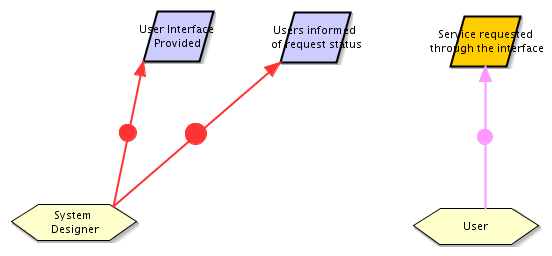 User Interface
Provided
Users informed
of request status
Service requested
through the interface
System
Designer
User